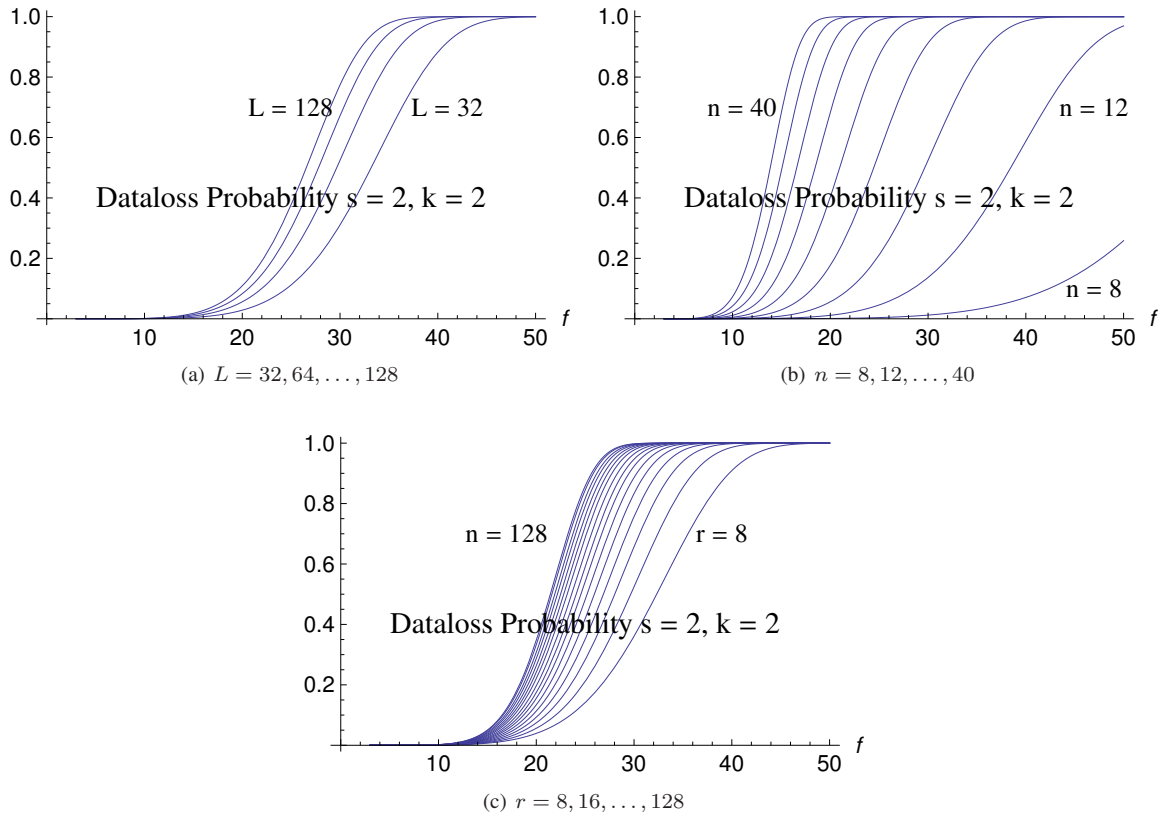 1.0
0.8
0.6
0.4
0.2
10 20 30 40 50 f
L = 128 L = 32
Dataloss Probability s = 2, k = 2
(a) L = 32, 64, . . . , 128
1.0
0.8
0.6
0.4
0.2
10 20 30 40 50 f
n = 40 n = 12
Dataloss Probability s = 2, k = 2
n = 8
(b) n = 8, 12, . . . , 40
1.0
0.8
0.6
0.4
0.2
10 20 30 40 50 f
n = 128 r = 8
Dataloss Probability s = 2, k = 2
(c) r = 8, 16, . . . , 128